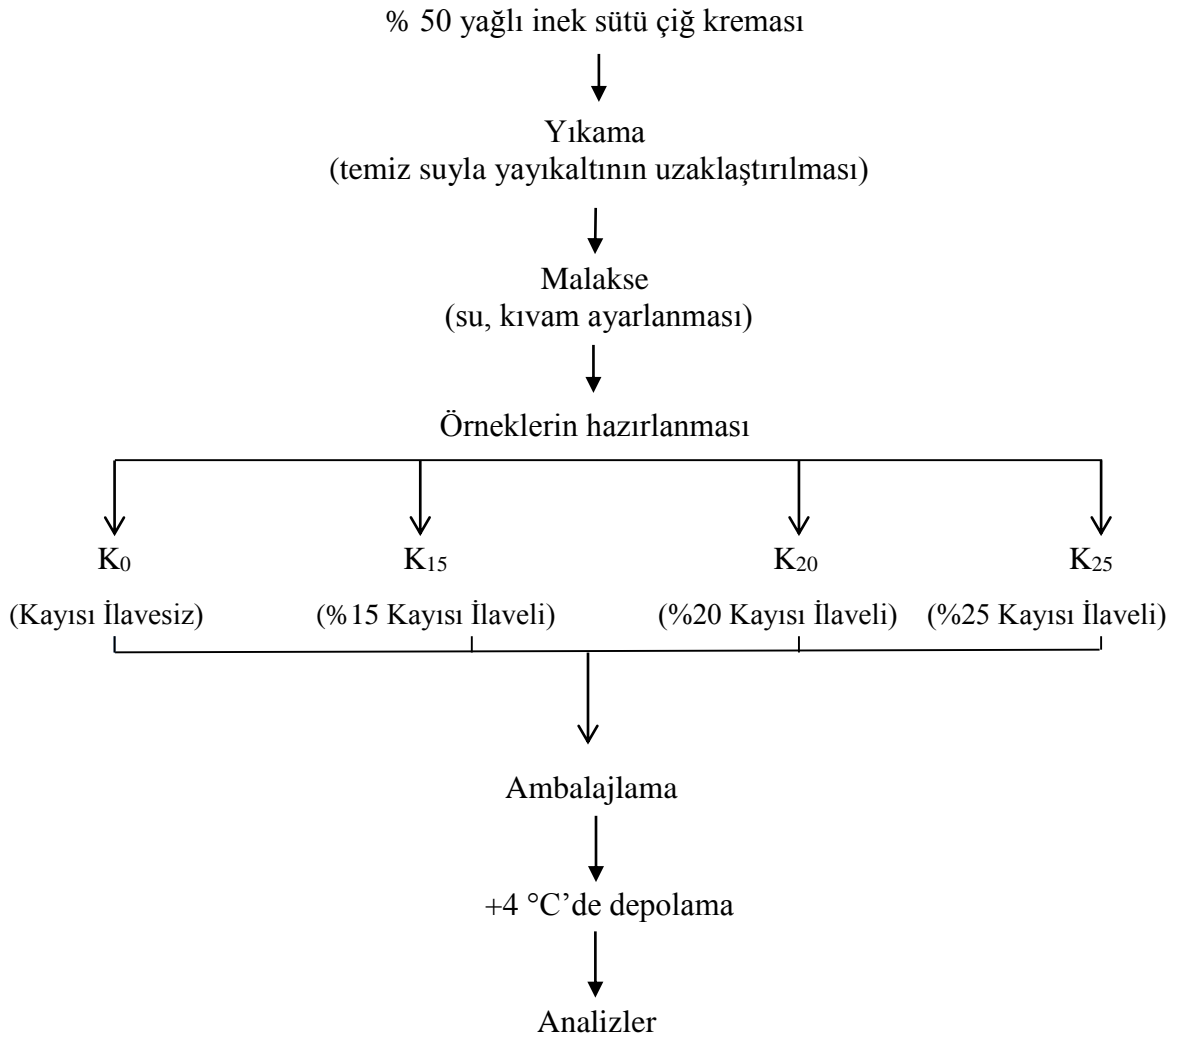 % 50 yağlı inek sütü çiğ kreması
Yıkama
(temiz suyla yayıkaltının uzaklaştırılması)
Malakse
(su, kıvam ayarlanması)
Örneklerin hazırlanması
K0 K15 K20 K25
(Kayısı İlavesiz) (%15 Kayısı İlaveli) (%20 Kayısı İlaveli) (%25 Kayısı İlaveli)
Ambalajlama
+4 °C’de depolama
Analizler